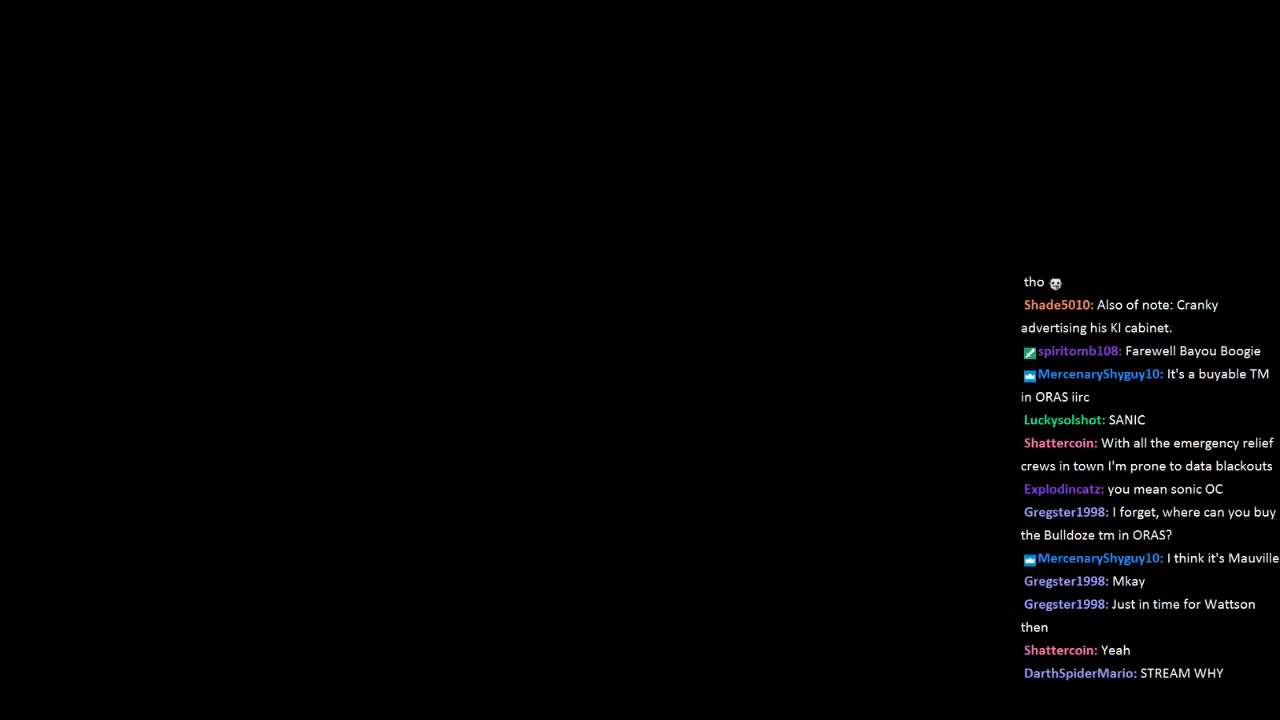 tho
Shade5010: Also of note: Cranky
advertising his KI cabinet.
spiritomb108: Farewell Bayou Boogie
MercenaryShyguy10: It's a buyable TM
in ORAS iirc
Luckysolshot: SANIC
Shattercoin: With all the emergency relief
crews in town I'm prone to data blackouts
Explodincatz: you mean sonic OC
Gregster1998: I forget, where can you buy
the Bulldoze tm in ORAS?
MercenaryShyguy10: I think it's Mauville
Gregster1998: Mkay
Gregster1998: Just in time for Wattson
then
Shattercoin: Yeah
DarthSpiderMario: STREAM WHY